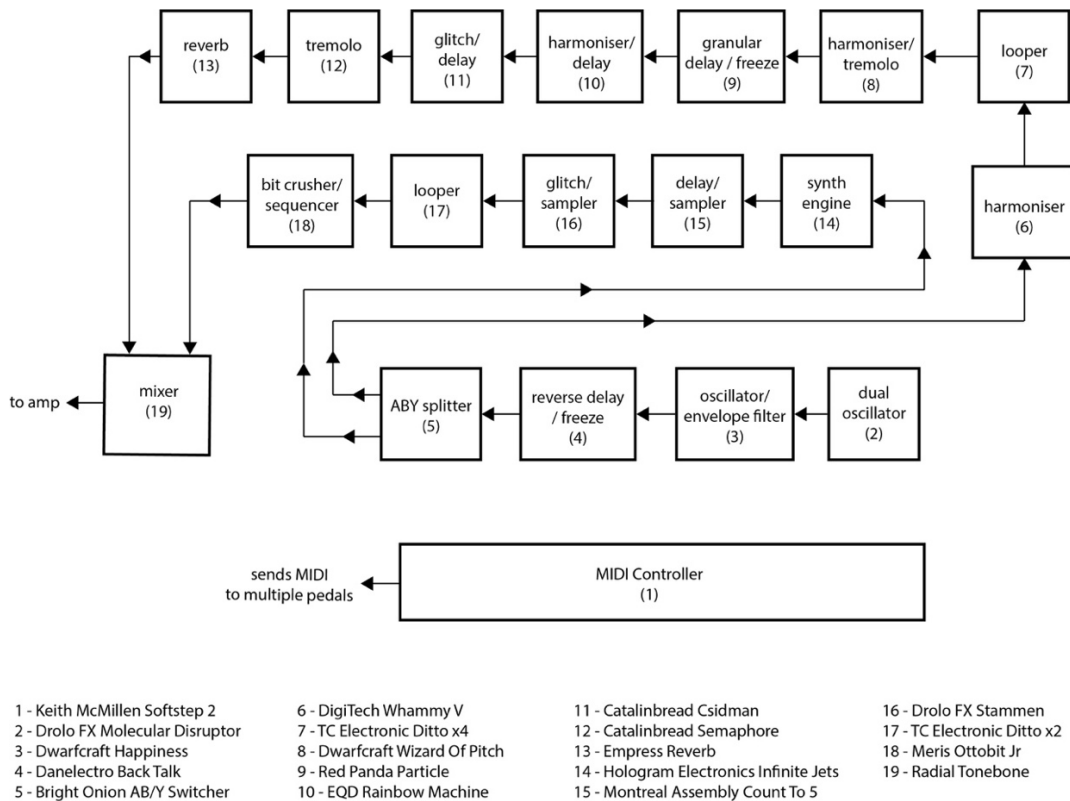 reverb
(13)
tremolo
(12)
glitch/
delay
(11)
harmoniser/
delay
(10)
granular
delay / freeze
(9)
harmoniser/
tremolo
(8)
looper
(7)
bit crusher/
sequencer
(18)
looper
(17)
glitch/
sampler
(16)
delay/
sampler
(15)
synth
engine
(14)
harmoniser
(6)
to amp
mixer
(19)
ABY splitter
(5)
reverse delay
/ freeze
(4)
oscillator/
envelope filter
(3)
dual
oscillator
(2)
sends MIDI
to multiple pedals
MIDI Controller
(1)
1 - Keith McMillen Softstep 2
2 - Drolo FX Molecular Disruptor
3 - Dwarfcraft Happiness
4 - Danelectro Back Talk
5 - Bright Onion AB/Y Switcher
6 - DigiTech Whammy V
7 - TC Electronic Ditto x4
8 - Dwarfcraft Wizard Of Pitch
9 - Red Panda Particle
10 - EQD Rainbow Machine
11 - Catalinbread Csidman
12 - Catalinbread Semaphore
13 - Empress Reverb
14 - Hologram Electronics Infinite Jets
15 - Montreal Assembly Count To 5
16 - Drolo FX Stammen
17 - TC Electronic Ditto x2
18 - Meris Ottobit Jr
19 - Radial Tonebone